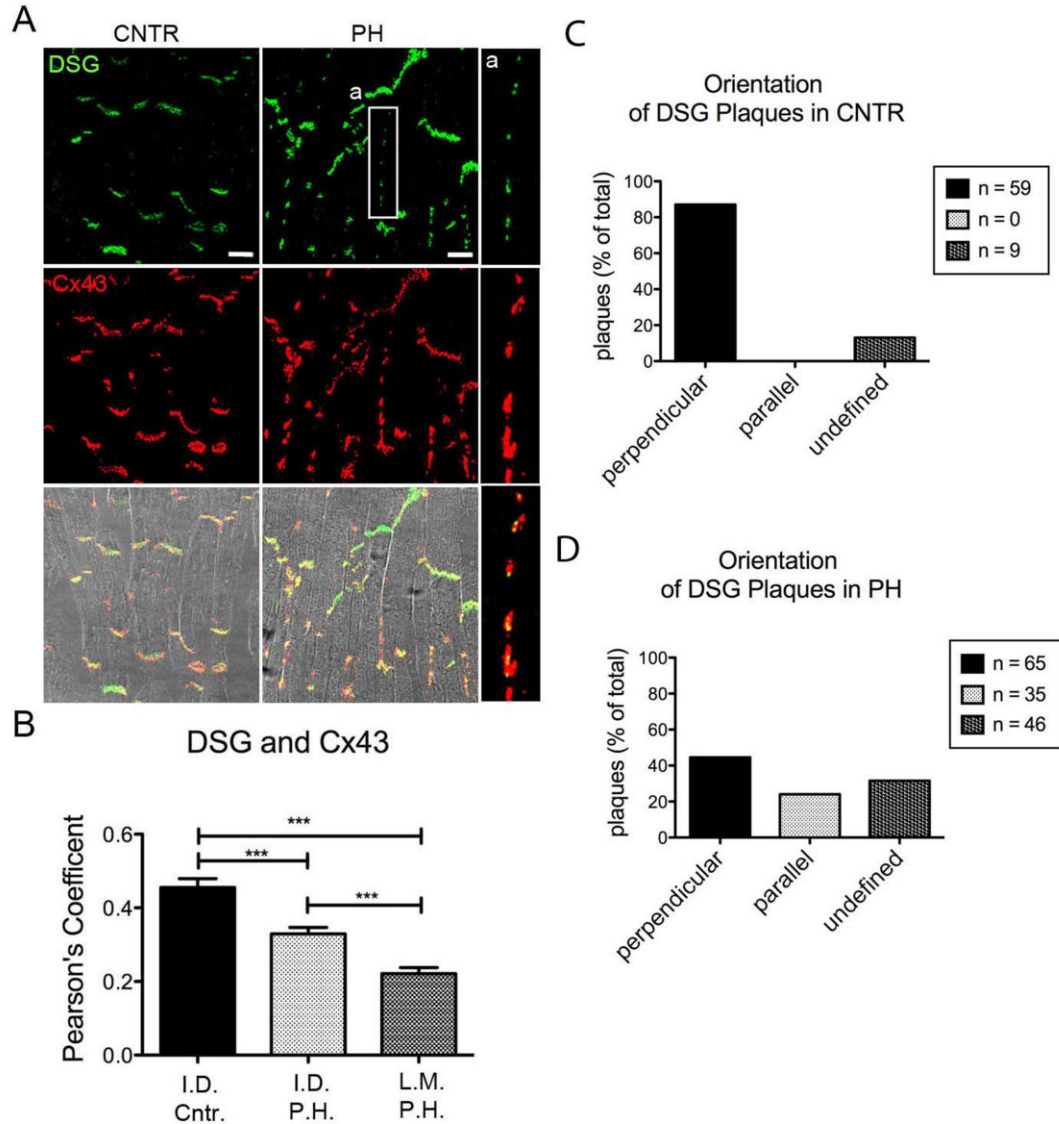 A
CNTR
PH
DSG
a
a
Cx43
B
DSG and Cx43
Pearson's Coefficent
0.6
0.4
0.2
0.0
***
***
***
I.D.
Cntr.
I.D.
P.H.
L.M.
P.H.
C
Orientation
of DSG Plaques in CNTR
plaques (% of total)
100
80
60
40
20
0
perpendicular
parallel
undefined
n = 59
n = 0
n = 9
D
Orientation
of DSG Plaques in PH
plaques (% of total)
100
80
60
40
20
0
perpendicular
parallel
undefined
n = 65
n = 35
n = 46